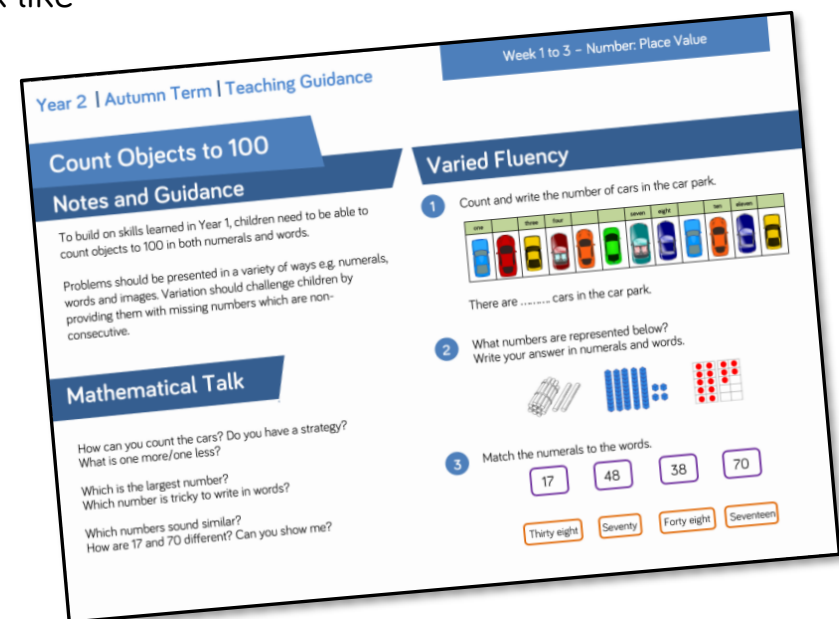 Year 2 | Autumn Term | Teaching Guidance
Week 1 to 3 – Number: Place Value
Count Objects to 100
Notes and Guidance
To build on skills learned in Year 1, children need to be able to
count objects to 100 in both numerals and words.
Problems should be presented in a variety of ways e.g. numerals,
words and images. Variation should challenge children by
providing them with missing numbers which are non-
consecutive.
Mathematical Talk
How can you count the cars? Do you have a strategy?
What is one more/one less?
Which is the largest number?
Which number is tricky to write in words?
Which numbers sound similar?
How are 17 and 70 different? Can you show me?
Varied Fluency
1 Count and write the number of cars in the car park.
one three four seven eight ten eleven
There are .......... cars in the car park.
2 What numbers are represented below?
Write your answer in numerals and words.
3 Match the numerals to the words.
17 48 38 70
Thirty eight Seventy Forty eight Seventeen